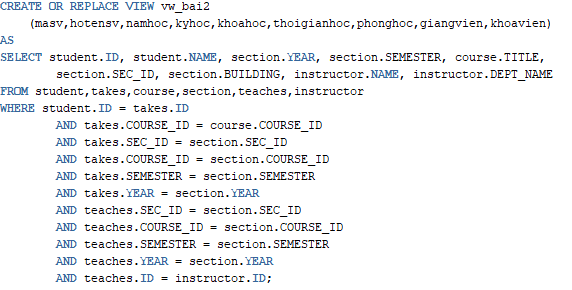 CREATE OR REPLACE VIEW vw_bai2
(masv,hotensv,namhoc,kyhoc,khoahoc,thoigianhoc,phonghoc,giangvien,khoavien)
AS
SELECT student.ID, student.NAME, section.YEAR, section.SEMESTER, course.TITLE,
section.SEC_ID, section.BUILDING, instructor.NAME, instructor.DEPT_NAME
FROM student,takes,course,section,teaches,instructor
WHERE student.ID = takes.ID
AND takes.COURSE_ID = course.COURSE_ID
AND takes.SEC_ID = section.SEC_ID
AND takes.COURSE_ID = section.COURSE_ID
AND takes.SEMESTER = section.SEMESTER
AND takes.YEAR = section.YEAR
AND teaches.SEC_ID = section.SEC_ID
AND teaches.COURSE_ID = section.COURSE_ID
AND teaches.SEMESTER = section.SEMESTER
AND teaches.YEAR = section.YEAR
AND teaches.ID = instructor.ID;